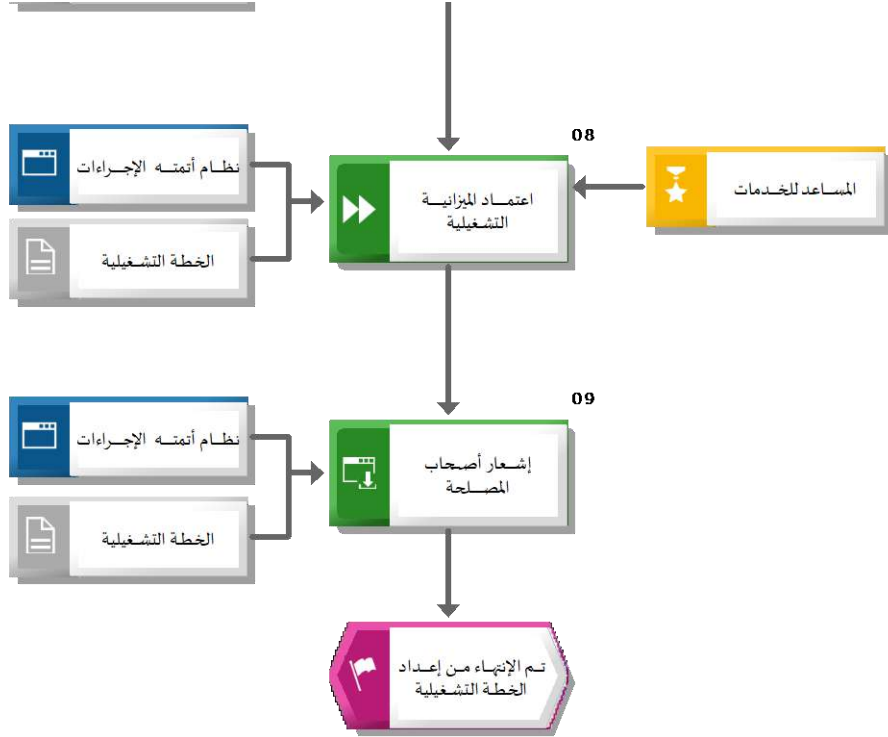 08
المساعد للخدمات
اعتماد الميزانية
التشغيلية
نظام أتمته الإجراءات
الخطة التشغيلية
09
إشعار أصحاب
المصلحة
نظام أتمته الإجراءات
الخطة التشغيلية
تم الإنتهاء من إعداد
الخطة التشغيلية